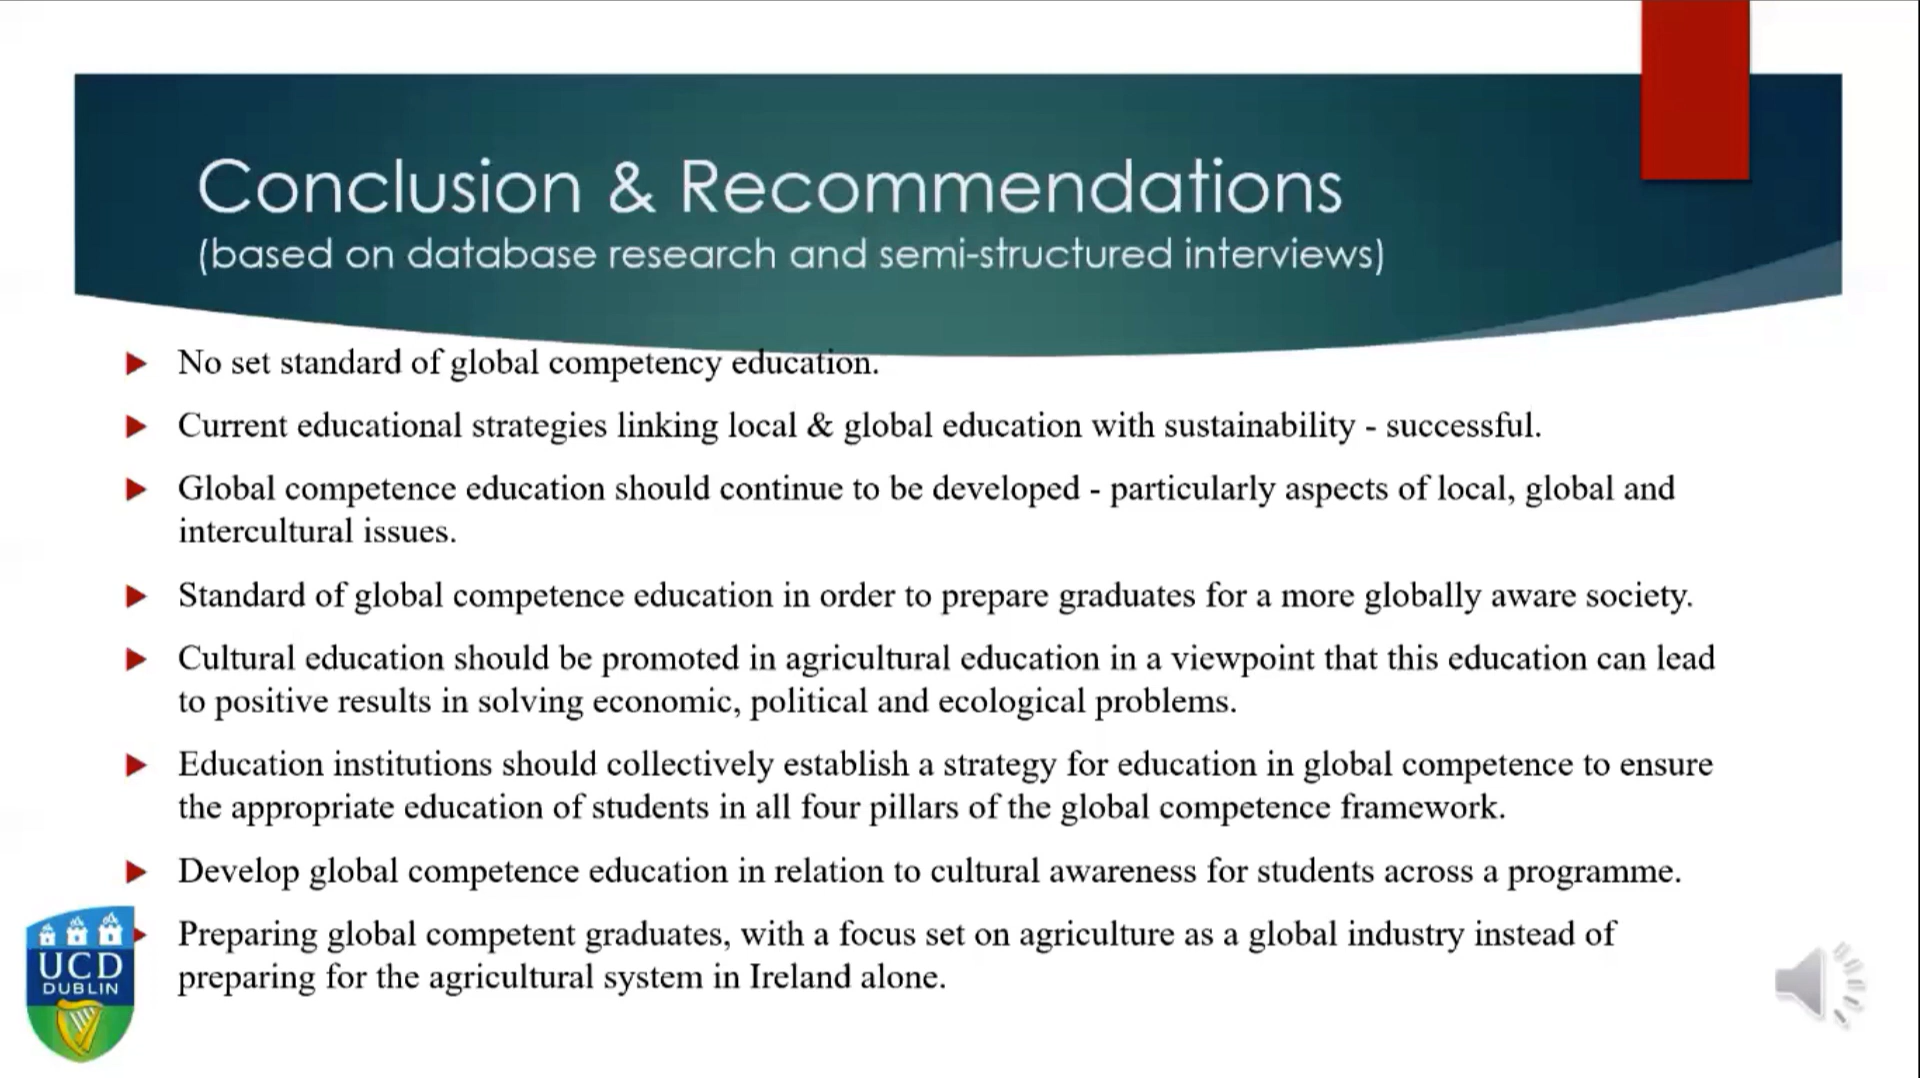 Conclusion & Recommendations
(based on database research and semi-structured interviews)
No set standard of global competency education.
Current educational strategies linking local & global education with sustainability - successful.
Global competence education should continue to be developed - particularly aspects of local, global and
intercultural issues.
Standard of global competence education in order to prepare graduates for a more globally aware society.
Cultural education should be promoted in agricultural education in a viewpoint that this education can lead
to positive results in solving economic, political and ecological problems.
Education institutions should collectively establish a strategy for education in global competence to ensure
the appropriate education of students in all four pillars of the global competence framework.
Develop global competence education in relation to cultural awareness for students across a programme.
Preparing global competent graduates, with a focus set on agriculture as a global industry instead of
preparing for the agricultural system in Ireland alone.
UCD
DUBLIN